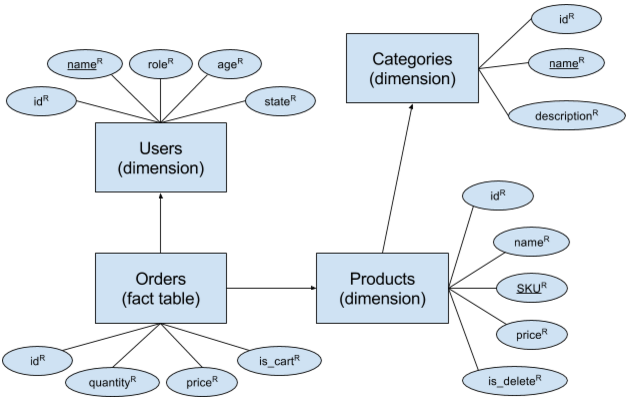 Categories
(dimension)
id^R
name^R
description^R
name^R
role^R
age^R
id^R
state^R
Users
(dimension)
Orders
(fact table)
id^R
quantity^R
price^R
is_cart^R
Products
(dimension)
id^R
name^R
SKU^R
price^R
is_delete^R